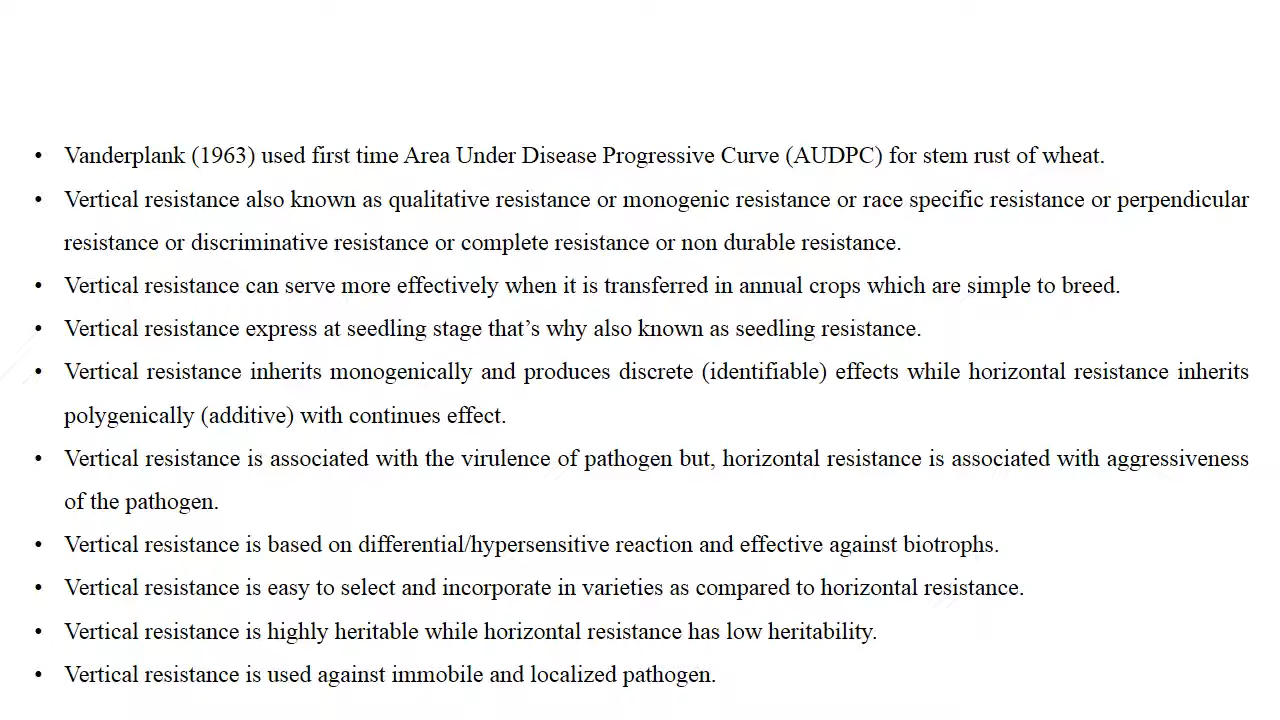 • Vanderplank (1963) used first time Area Under Disease Progressive Curve (AUDPC) for stem rust of wheat.
• Vertical resistance also known as qualitative resistance or monogenic resistance or race specific resistance or perpendicular
resistance or discriminative resistance or complete resistance or non durable resistance.
• Vertical resistance can serve more effectively when it is transferred in annual crops which are simple to breed.
• Vertical resistance express at seedling stage that’s why also known as seedling resistance.
• Vertical resistance inherits monogenically and produces discrete (identifiable) effects while horizontal resistance inherits
polygenically (additive) with continues effect.
• Vertical resistance is associated with the virulence of pathogen but, horizontal resistance is associated with aggressiveness
of the pathogen.
• Vertical resistance is based on differential/hypersensitive reaction and effective against biotrophs.
• Vertical resistance is easy to select and incorporate in varieties as compared to horizontal resistance.
• Vertical resistance is highly heritable while horizontal resistance has low heritability.
• Vertical resistance is used against immobile and localized pathogen.